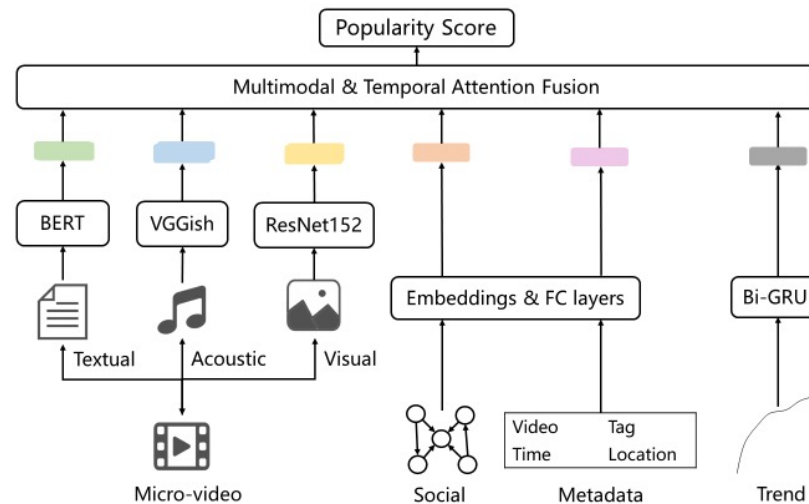 Popularity Score
Multimodal & Temporal Attention Fusion
BERT
VGGish
ResNet152
Embeddings & FC layers
Bi-GRU
Textual
Acoustic
Visual
Video Tag
Time Location
Micro-video
Social
Metadata
Trend